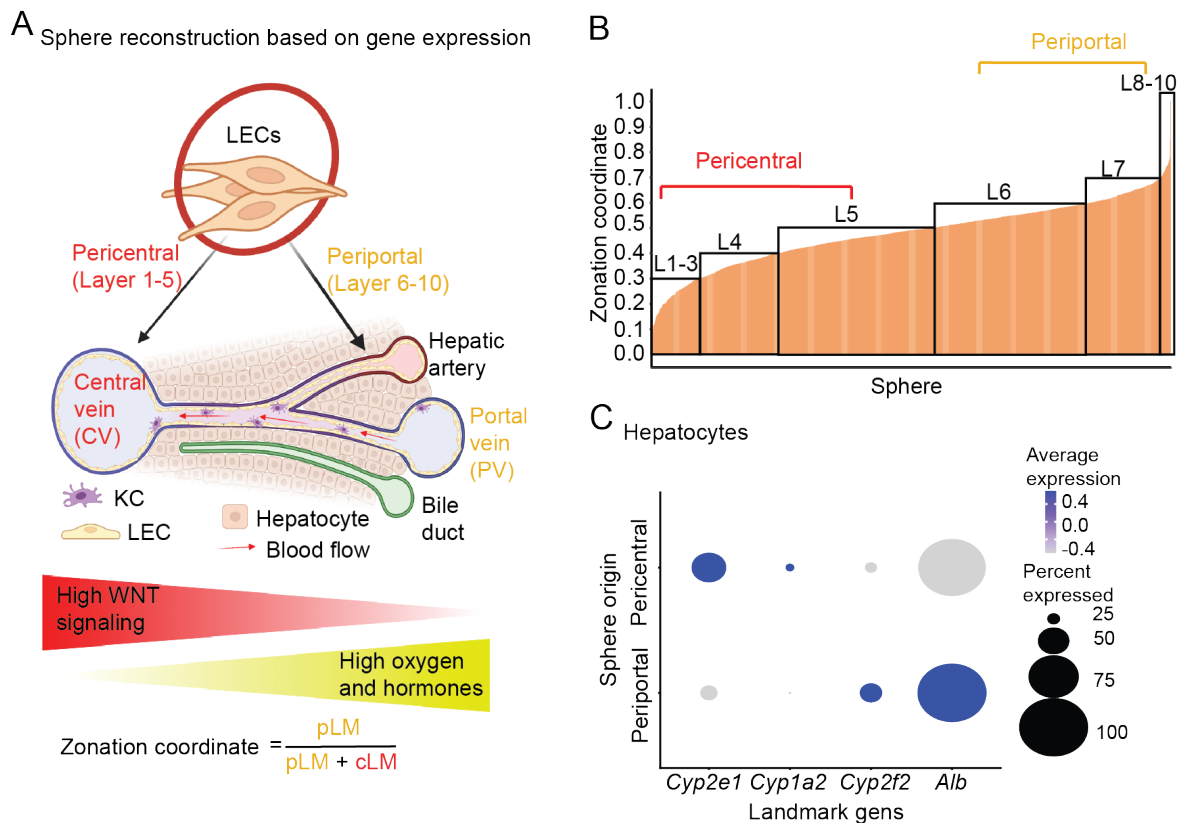 A
Sphere reconstruction based on gene expression
LECs
Pericentral
(Layer 1-5)
Periportal
(Layer 6-10)
Hepatic
artery
Central
vein
(CV)
Portal
vein
(PV)
KC
LEC
Hepatocyte
Blood flow
Bile
duct
High WNT
signaling
High oxygen
and hormones
Zonation coordinate = pLM
pLM + cLM
B
Periportal
Pericentral
L8-10
L7
L6
L5
L4
L1-3
Zonation coordinate
1.0
0.9
0.8
0.7
0.6
0.5
0.4
0.3
0.2
0.1
0.0
Sphere
C
Hepatocytes
Sphere origin
Pericentral
Periportal
Cyp2e1 Cyp1a2 Cyp2f2 Alb
Landmark gens
Average
expression
0.4
0.0
-0.4
Percent
expressed
25
50
75
100